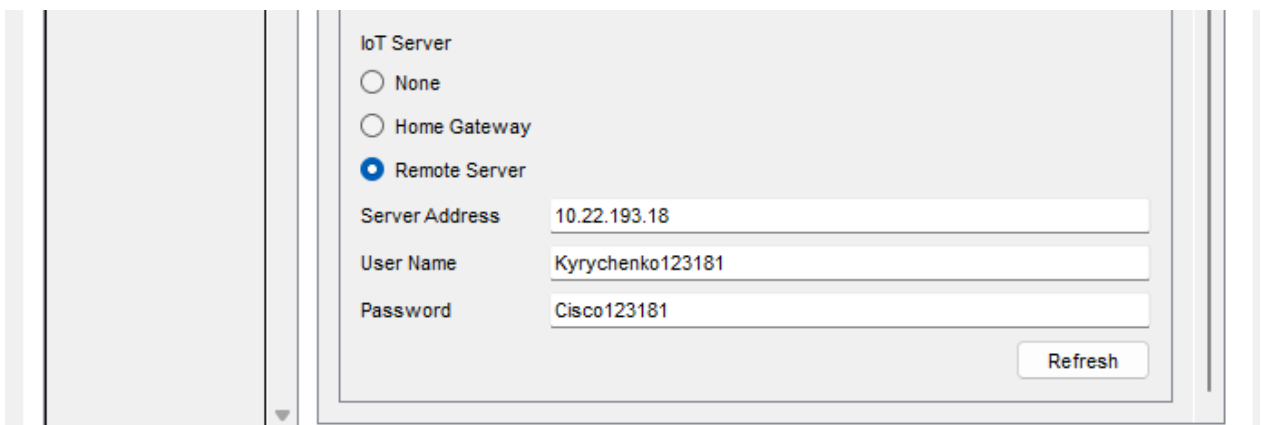 IoT Server
None
Home Gateway
Remote Server
Server Address 10.22.193.18
User Name Kyrychenko123181
Password Cisco123181
Refresh